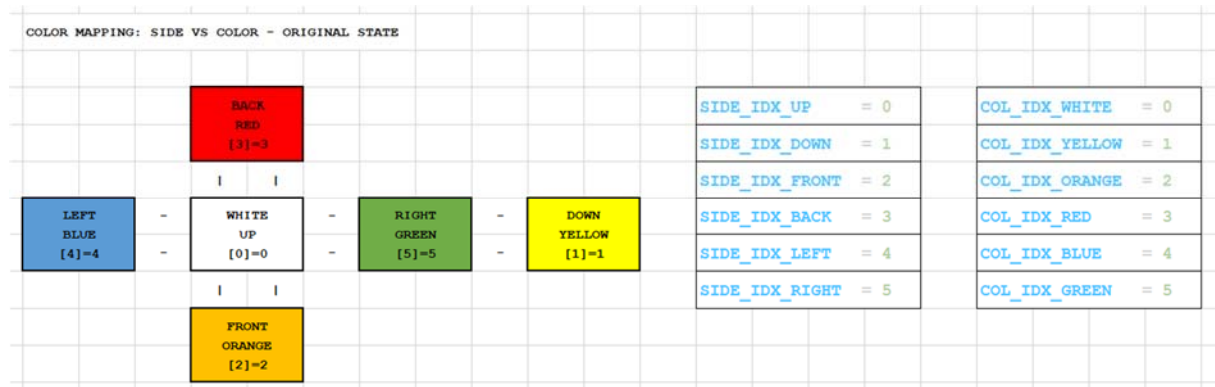 COLOR MAPPING: SIDE VS COLOR - ORIGINAL STATE
BACK
RED
[3]=3
| |
LEFT
BLUE
[4]=4
-
-
WHITE
UP
[0]=0
-
-
RIGHT
GREEN
[5]=5
-
-
DOWN
YELLOW
[1]=1
| |
FRONT
ORANGE
[2]=2
SIDE_IDX_UP = 0
SIDE_IDX_DOWN = 1
SIDE_IDX_FRONT = 2
SIDE_IDX_BACK = 3
SIDE_IDX_LEFT = 4
SIDE_IDX_RIGHT = 5
COL_IDX_WHITE = 0
COL_IDX_YELLOW = 1
COL_IDX_ORANGE = 2
COL_IDX_RED = 3
COL_IDX_BLUE = 4
COL_IDX_GREEN = 5